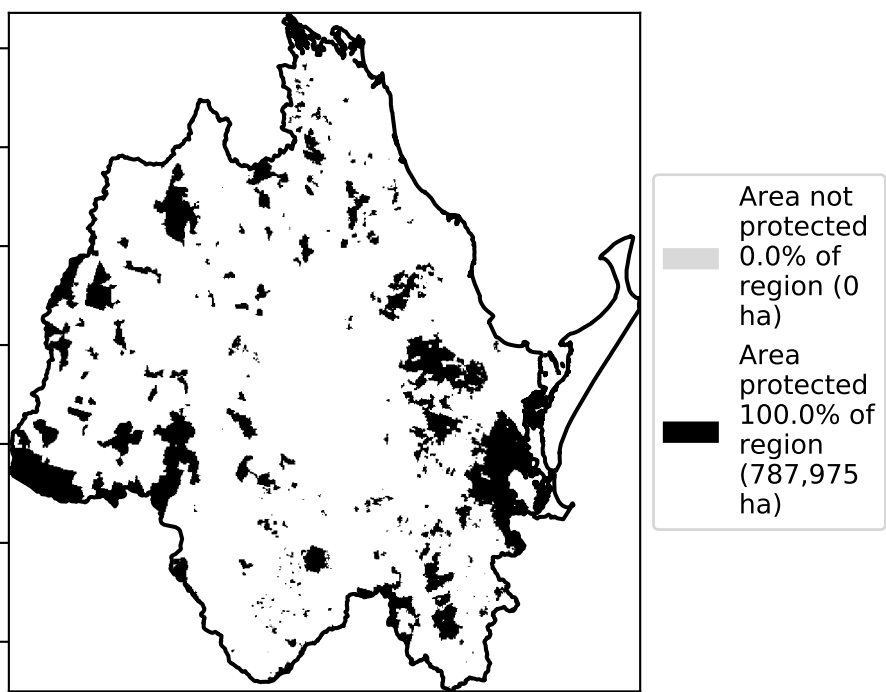 Area not
protected
0.0% of
region (0
ha)
Area
protected
100.0% of
region
(787,975
ha)